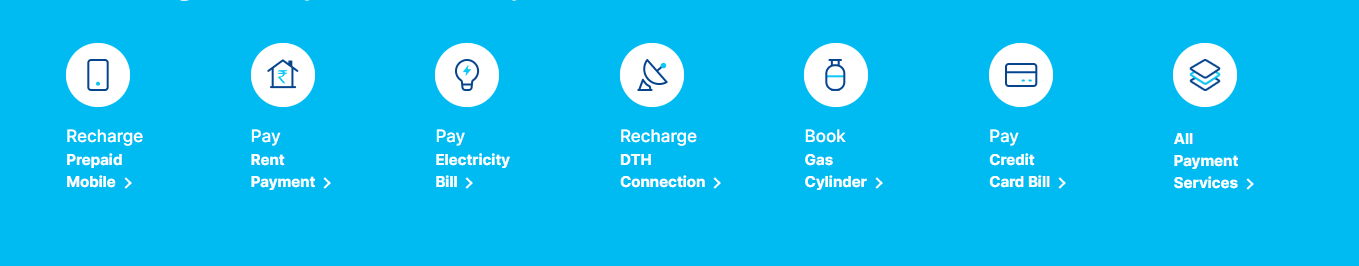 Recharge
Prepaid
Mobile
Pay
Rent
Payment
Pay
Electricity
Bill
Recharge
DTH
Connection
Book
Gas
Cylinder
Pay
Credit
Card Bill
All
Payment
Services